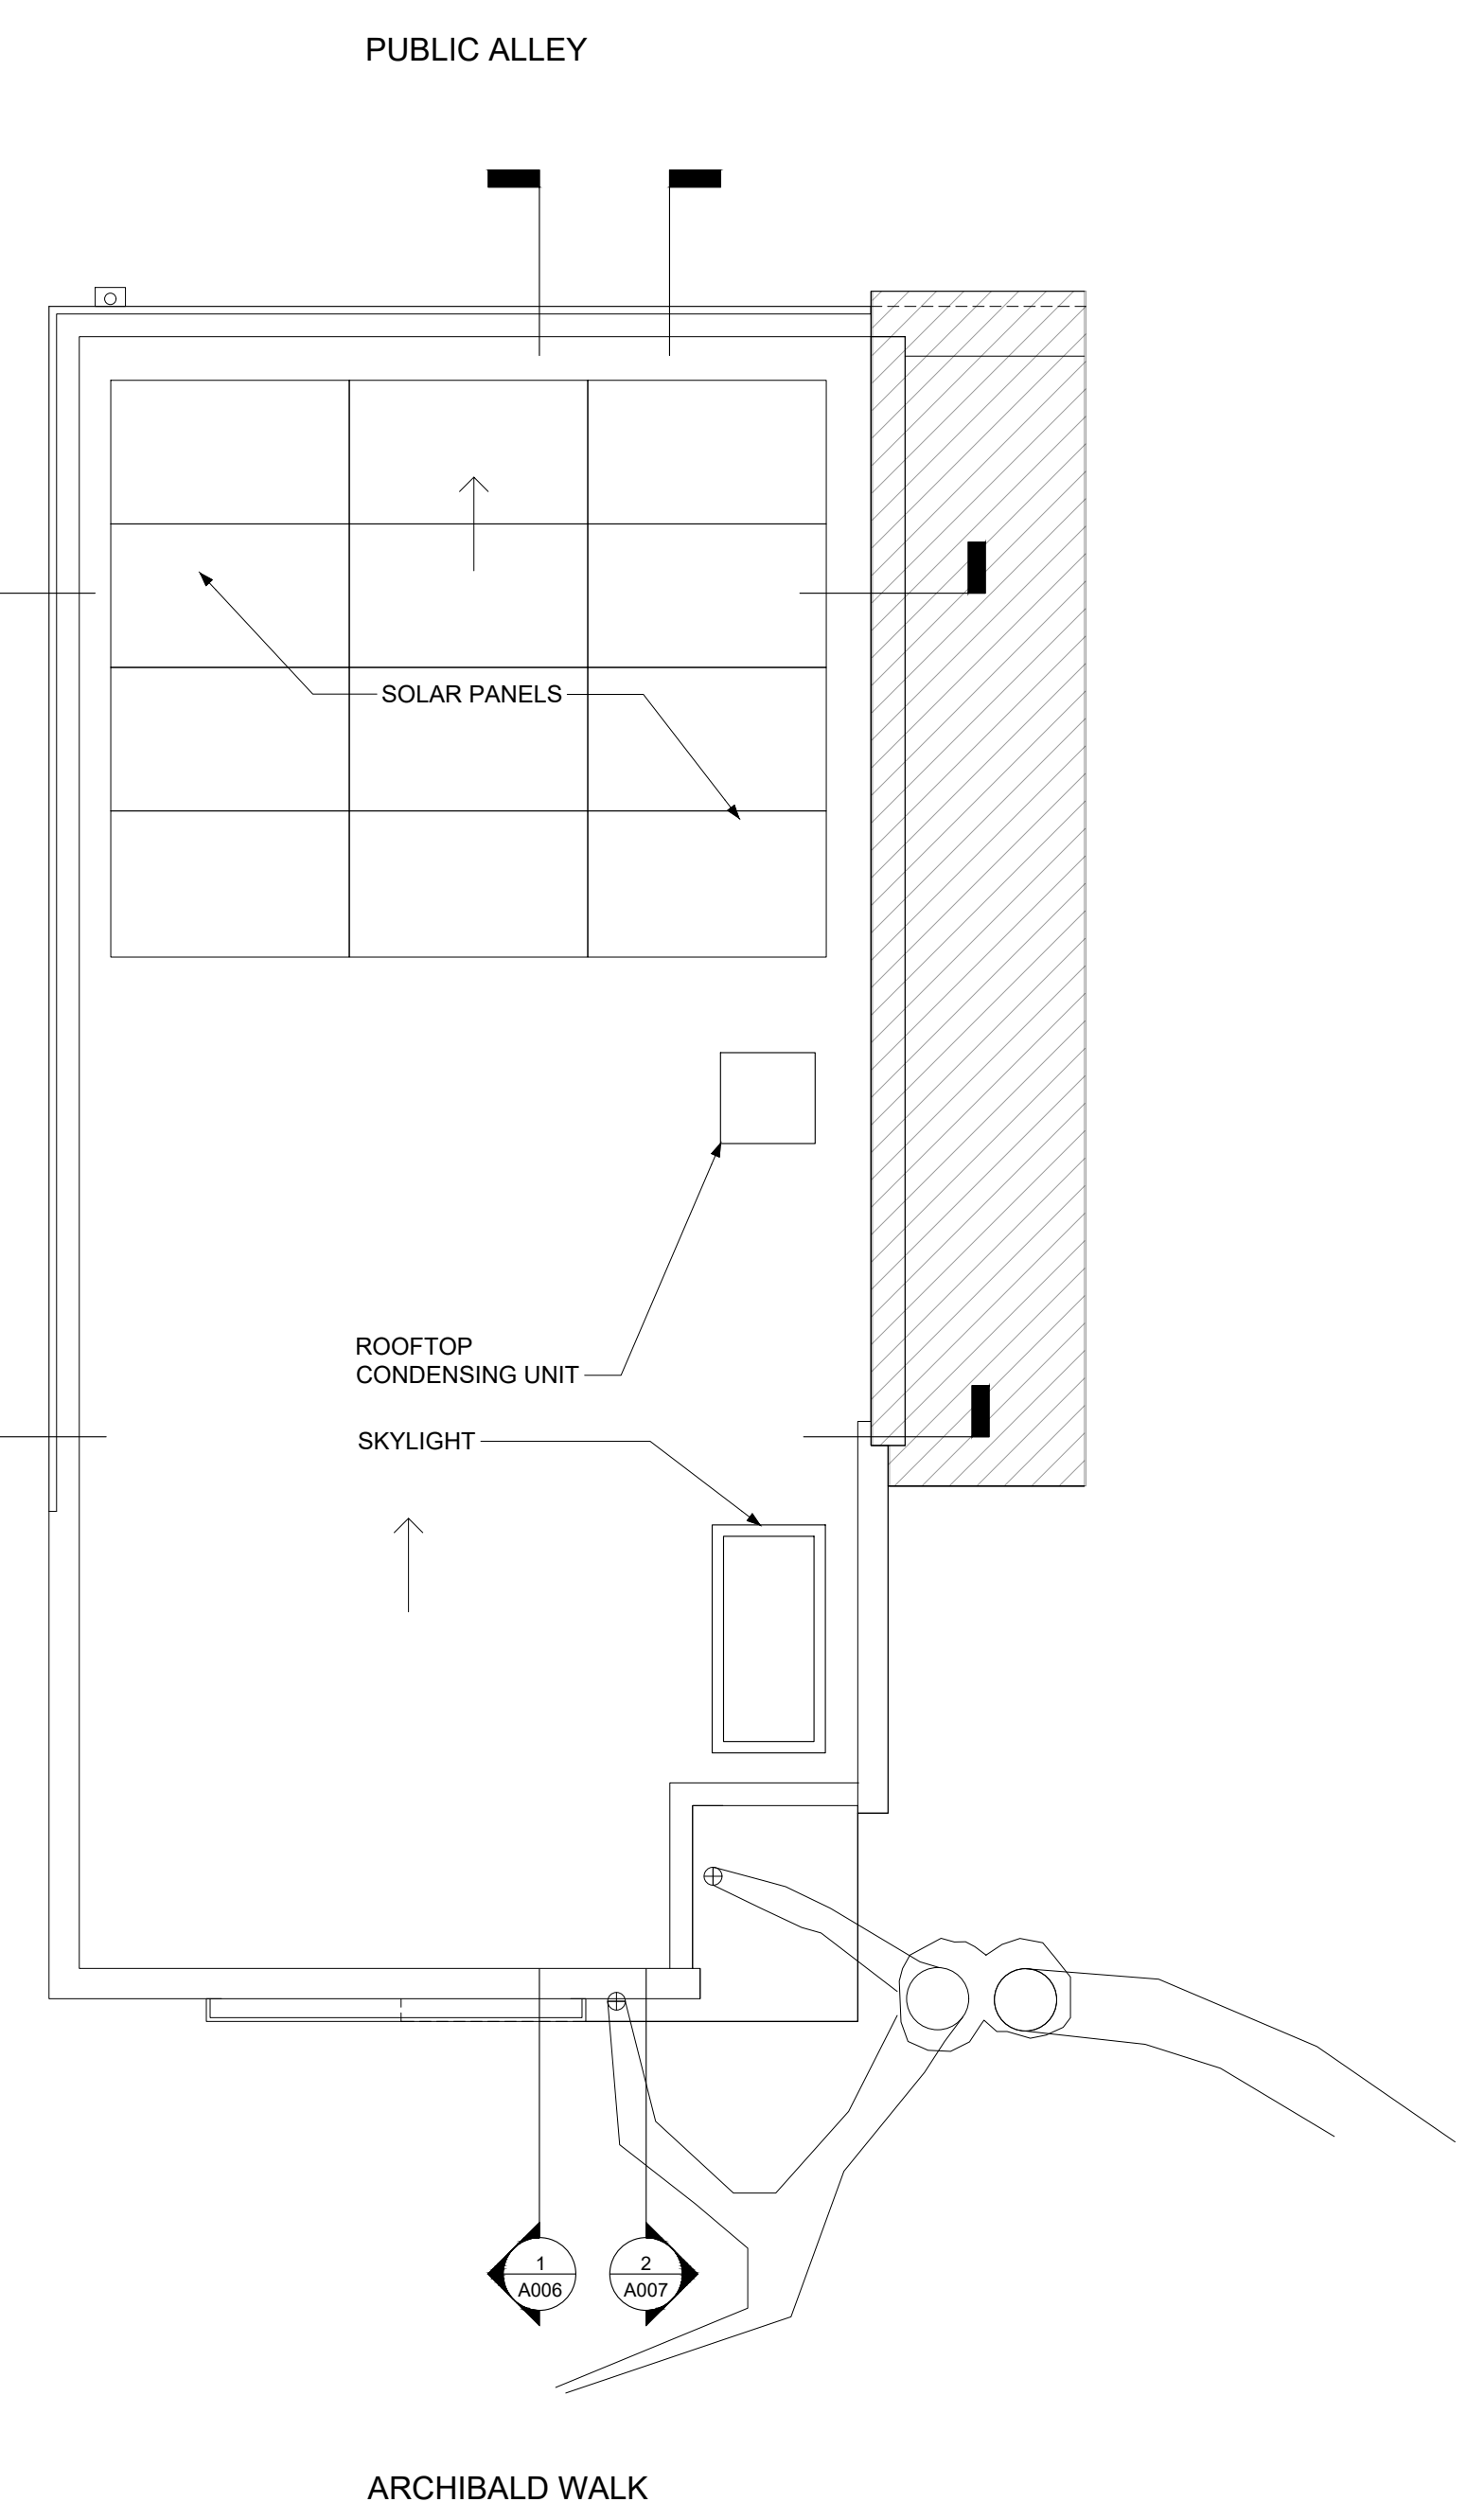 PUBLIC ALLEY
SOLAR PANELS
ROOFTOP
CONDENSING UNIT
SKYLIGHT
1
A006
2
A007
ARCHIBALD WALK